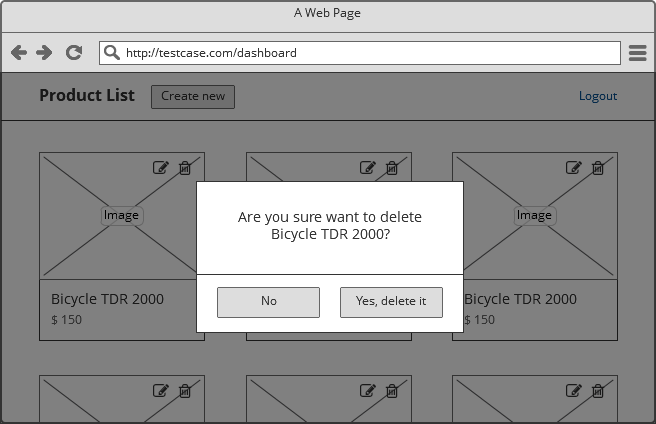 A Web Page
http://testcase.com/dashboard
Product List
Create new
Logout
Image
Image
Are you sure want to delete
Bicycle TDR 2000?
No
Yes, delete it
Bicycle TDR 2000
$ 150
Bicycle TDR 2000
$ 150